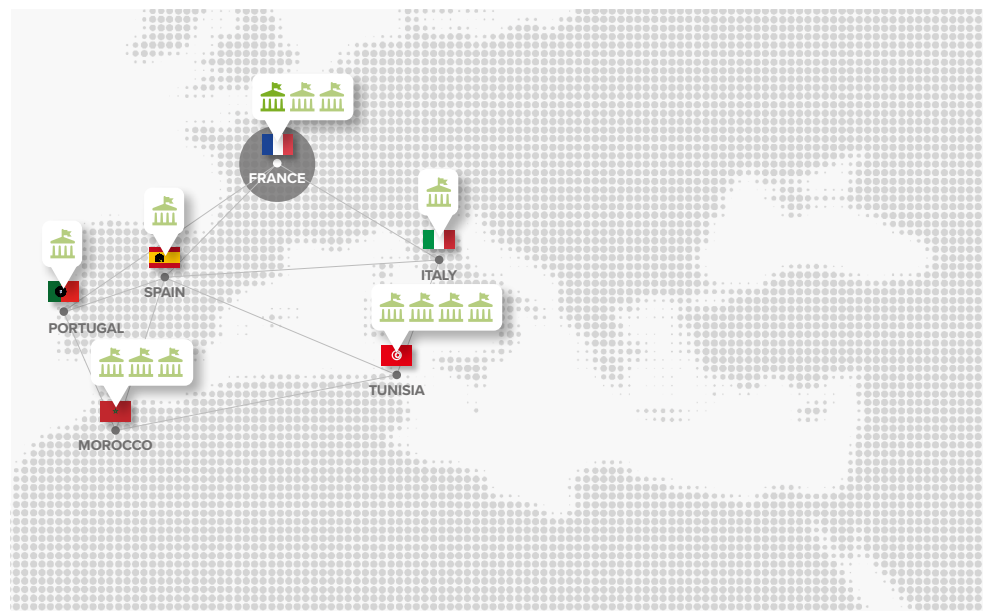 FRANCE
ITALY
SPAIN
PORTUGAL
TUNISIA
MOROCCO